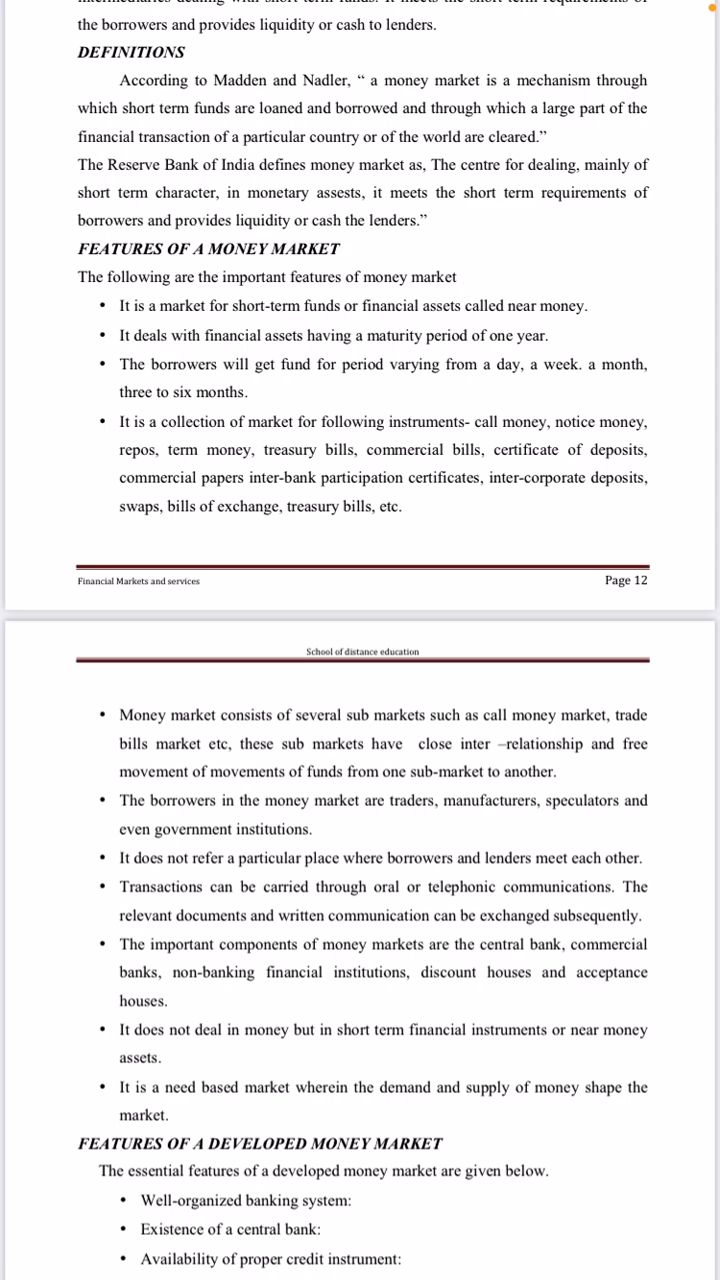 the borrowers and provides liquidity or cash to lenders.
DEFINITIONS
According to Madden and Nadler, “ a money market is a mechanism through
which short term funds are loaned and borrowed and through which a large part of the
financial transaction of a particular country or of the world are cleared.”
The Reserve Bank of India defines money market as, The centre for dealing, mainly of
short term character, in monetary assests, it meets the short term requirements of
borrowers and provides liquidity or cash the lenders.”
FEATURES OF A MONEY MARKET
The following are the important features of money market
• It is a market for short-term funds or financial assets called near money.
• It deals with financial assets having a maturity period of one year.
• The borrowers will get fund for period varying from a day, a week. a month,
three to six months.
• It is a collection of market for following instruments- call money, notice money,
repos, term money, treasury bills, commercial bills, certificate of deposits,
commercial papers inter-bank participation certificates, inter-corporate deposits,
swaps, bills of exchange, treasury bills, etc.
Financial Markets and services Page 12
School of distance education
• Money market consists of several sub markets such as call money market, trade
bills market etc, these sub markets have close inter –relationship and free
movement of movements of funds from one sub-market to another.
• The borrowers in the money market are traders, manufacturers, speculators and
even government institutions.
• It does not refer a particular place where borrowers and lenders meet each other.
• Transactions can be carried through oral or telephonic communications. The
relevant documents and written communication can be exchanged subsequently.
• The important components of money markets are the central bank, commercial
banks, non-banking financial institutions, discount houses and acceptance
houses.
• It does not deal in money but in short term financial instruments or near money
assets.
• It is a need based market wherein the demand and supply of money shape the
market.
FEATURES OF A DEVELOPED MONEY MARKET
The essential features of a developed money market are given below.
• Well-organized banking system:
• Existence of a central bank:
• Availability of proper credit instrument: